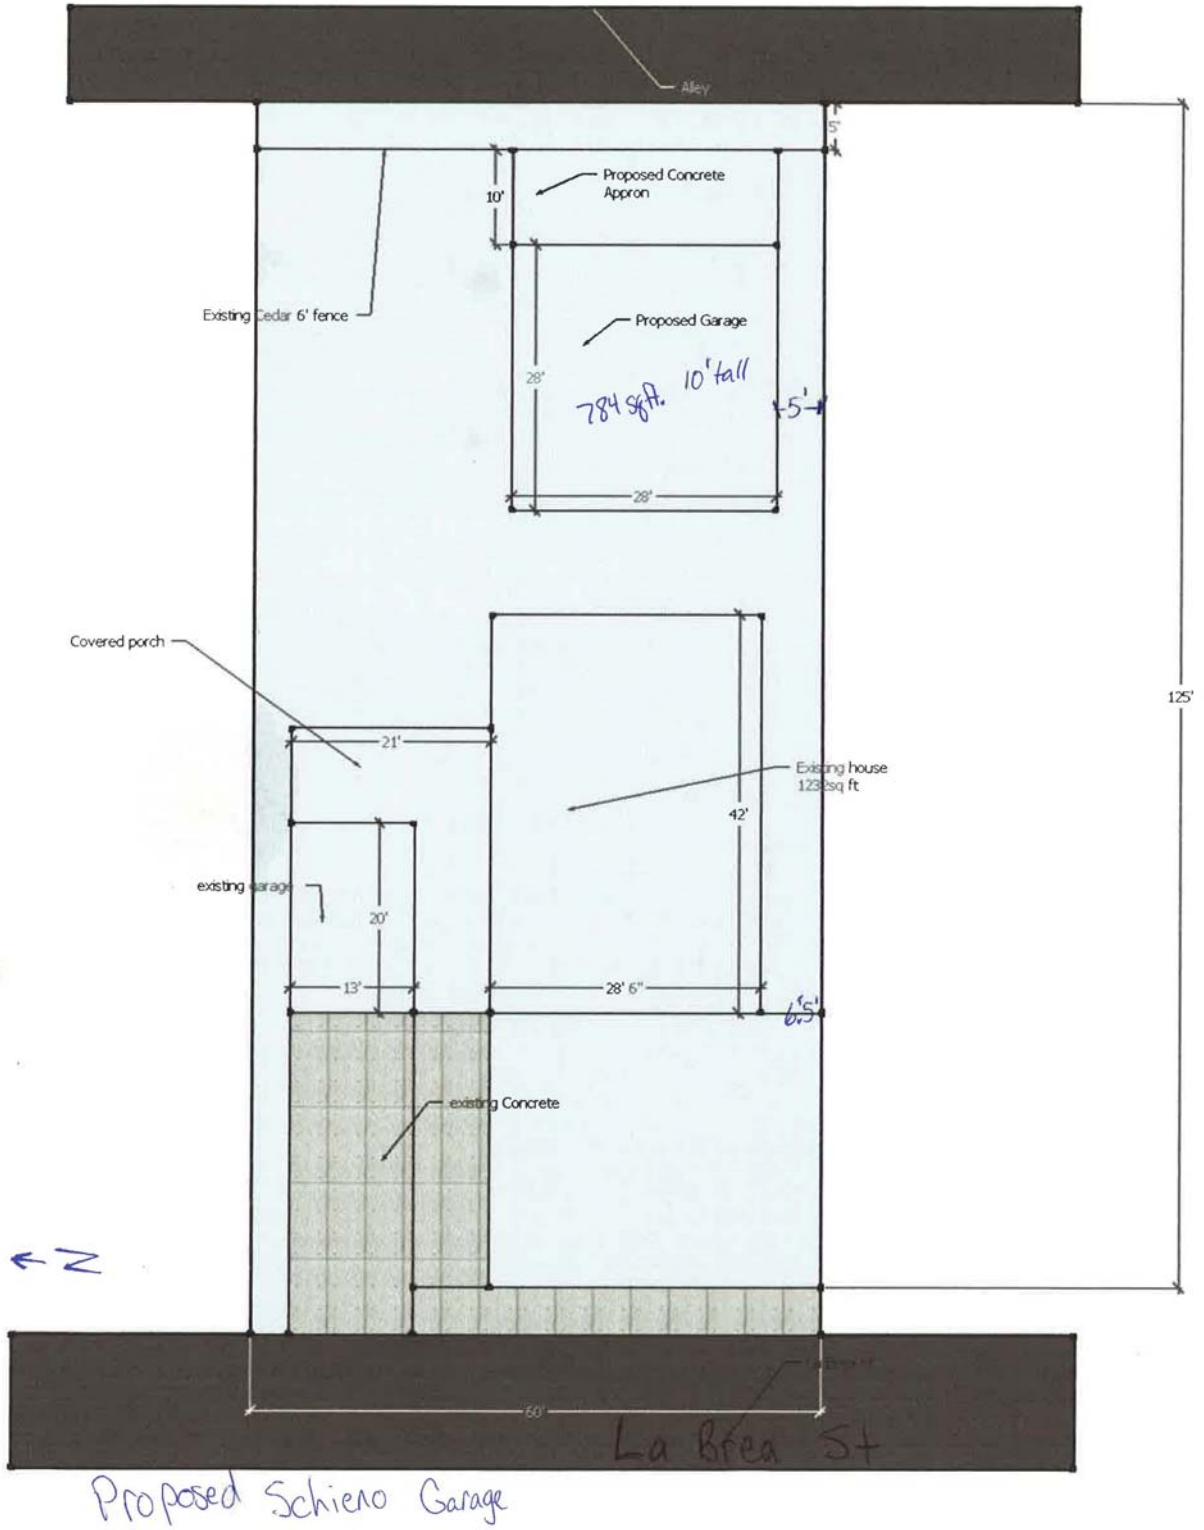 Alley
5'
Proposed Concrete
Appron
10'
Existing Cedar 6' fence
Proposed Garage
28'
784 sqft. 10' tall
5'
28'
Covered porch
125'
21'
Existing house
1232sq ft
42'
existing garage
20'
13'
28' 6"
6.5'
existing Concrete
← N
60'
La Brea St
Proposed Schieno Garage